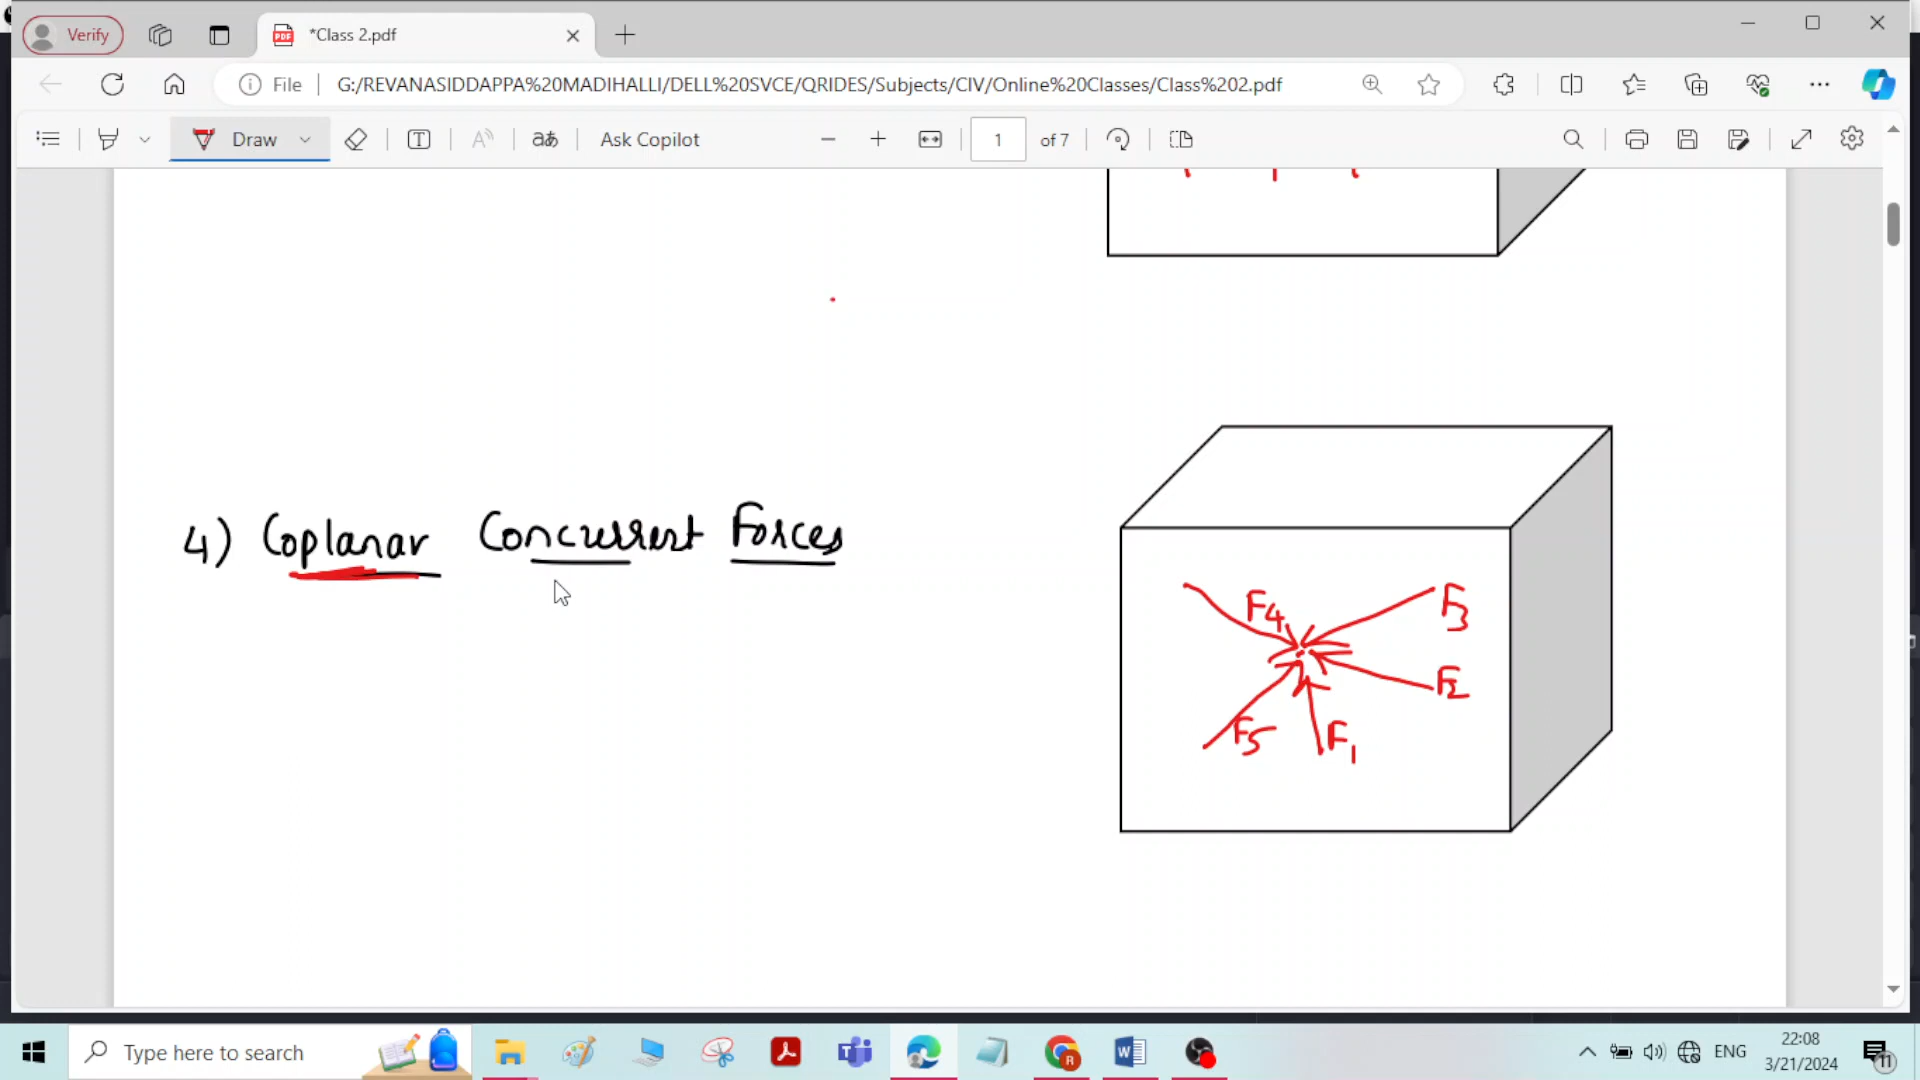 Verify
*Class 2.pdf
File
G:/REVANASIDDAPPA%20MADIHALLI/DELL%20SVCE/QRIDES/Subjects/CIV/Online%20Classes/Class%202.pdf
Draw
Ask Copilot
1 of 7
4) Coplanar Concurrent Forces
F4
F3
F2
F5
F1
Type here to search
ENG
22:08
3/21/2024
11